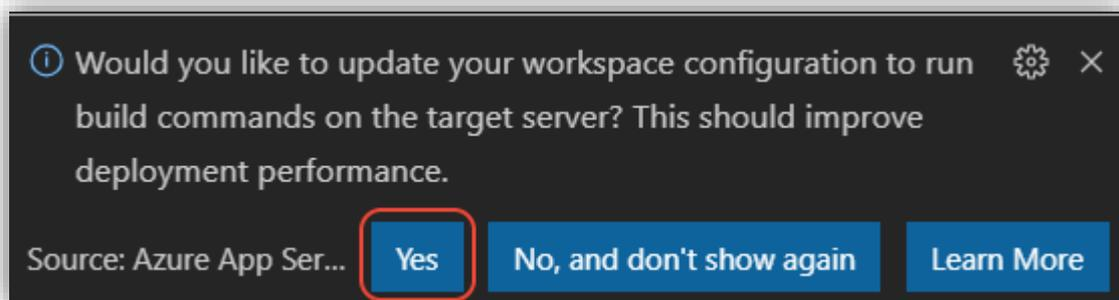 Would you like to update your workspace configuration to run
build commands on the target server? This should improve
deployment performance.
Source: Azure App Ser...
Yes
No, and don't show again
Learn More